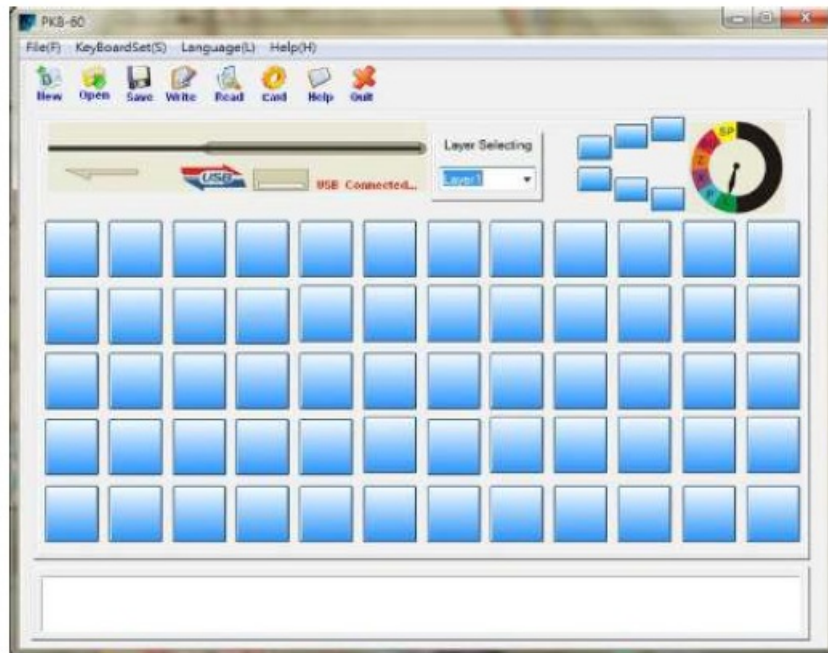 PKB-60
File(F) KeyBoardSet(S) Language(L) Help(H)
New Open Save Write Read Card Help Quit
Layer Selecting
SP
USB
USB Connected...
Layer1